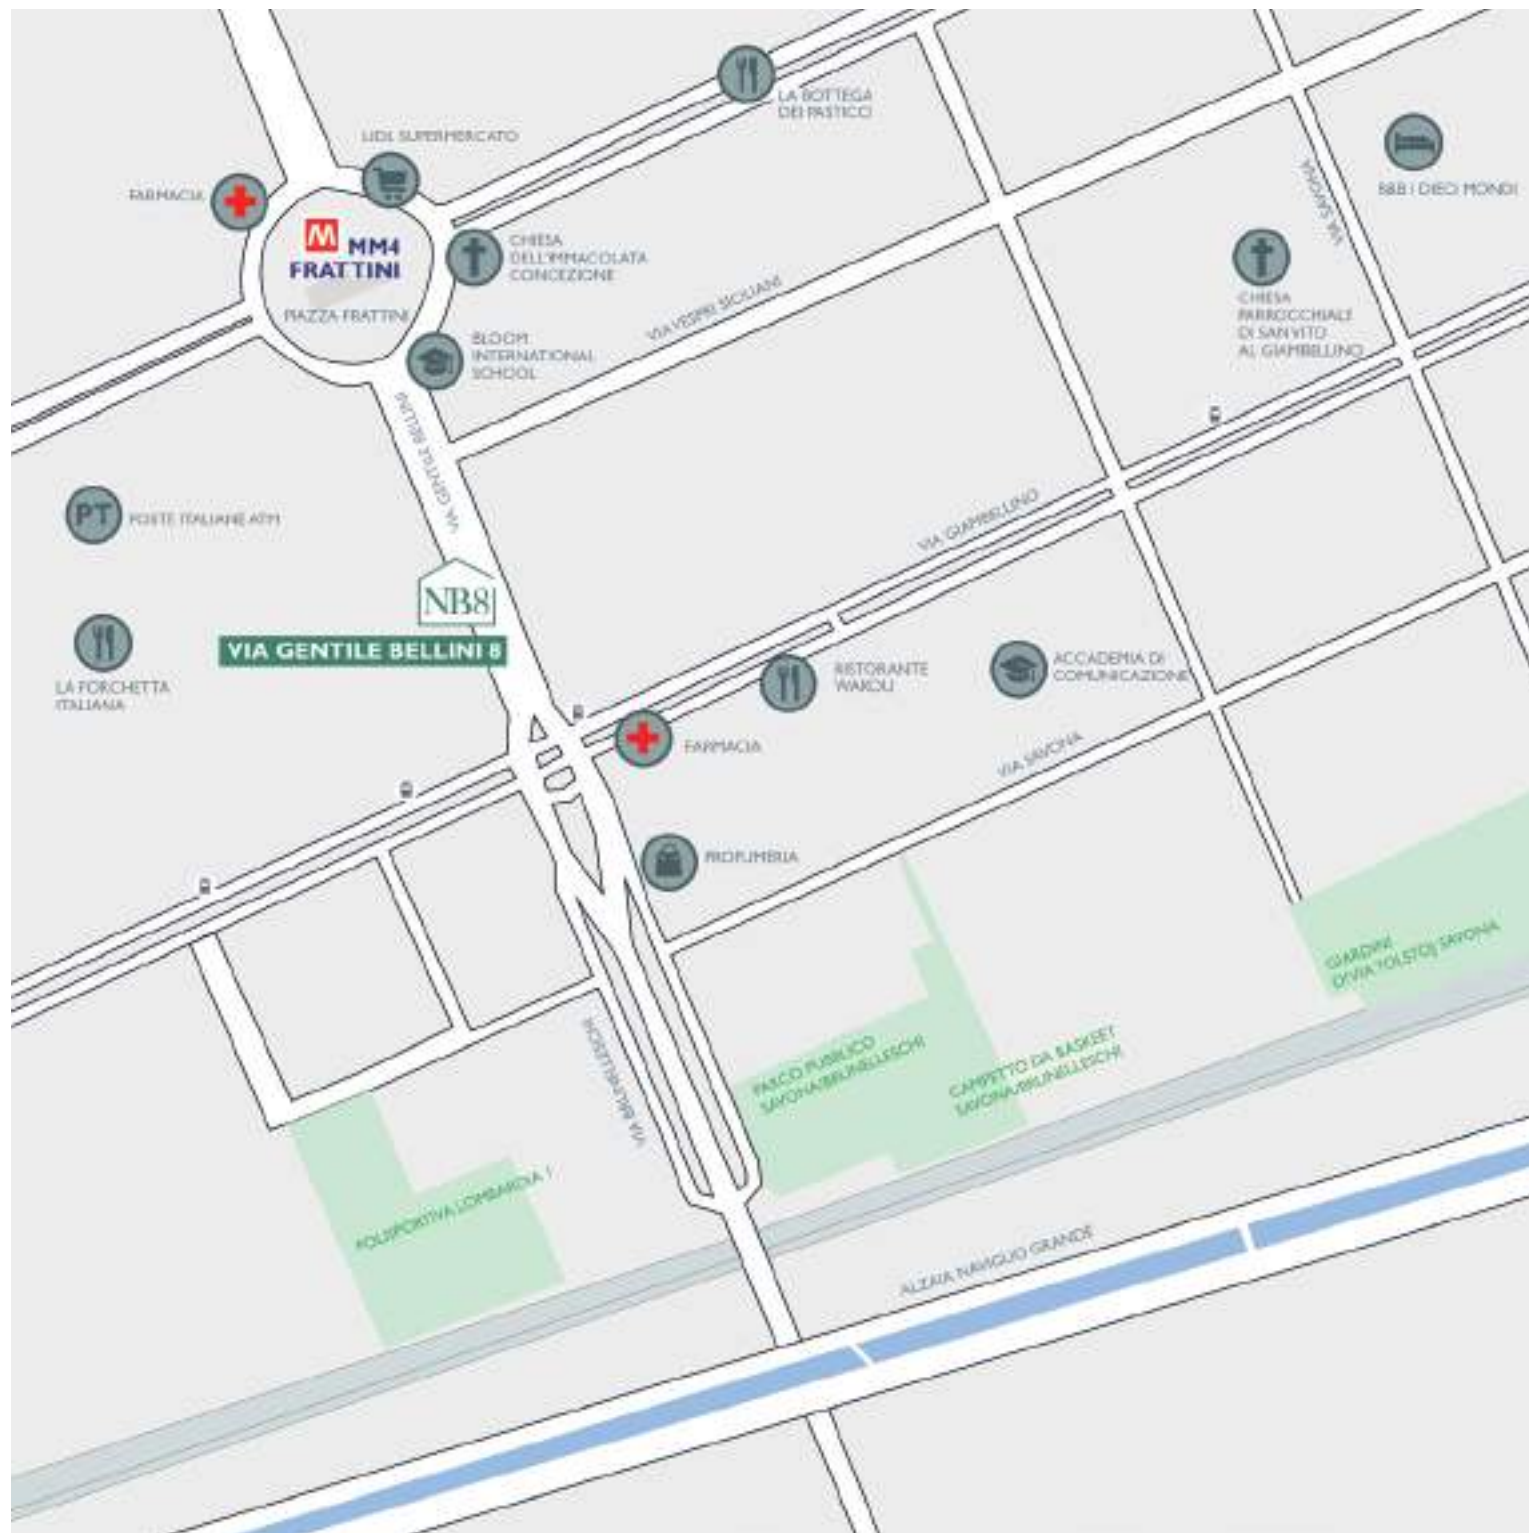 LA BOTTEGA
DEI PASTICCI
LIDL SUPERMERCATO
FARMACIA
B&B I DIECI MONDI
VIA SAVONA
M
MM4
FRATTINI
PIAZZA FRATTINI
CHIESA
DELL'IMMACOLATA
CONCEZIONE
CHIESA
PARROCCHIALE
DI SAN VITO
AL GIAMBELLINO
VIA VESPRI SICILIANI
BLOOM
INTERNATIONAL
SCHOOL
VIA GENTILE BELLINI
PT
POSTE ITALIANE ATM
VIA GIAMBELLINO
NB8
VIA GENTILE BELLINI 8
LA FORCHETTA
ITALIANA
RISTORANTE
WAKOLI
ACCADEMIA DI
COMUNICAZIONE
FARMACIA
VIA SAVONA
PROFUMERIA
GIARDINI
DI VIA TOLSTOJ SAVONA
VIA BRUNELLESCHI
PARCO PUBBLICO
SAVONA/BRUNELLESCHI
CAMPETTO DA BASKET
SAVONA/BRUNELLESCHI
POLISPORTIVA LOMBARDIA 1
ALZAIA NAVIGLIO GRANDE